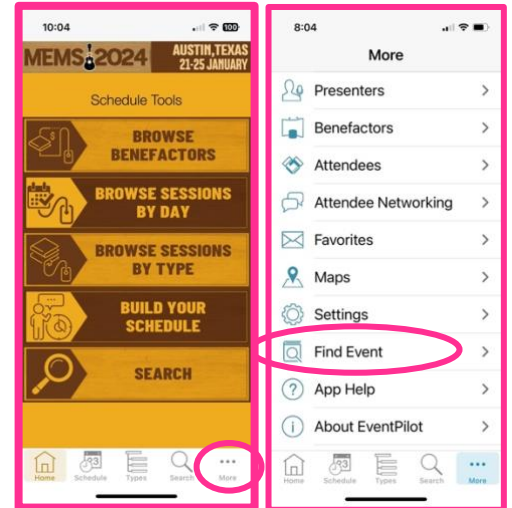 10:04
100
MEMS 2024
AUSTIN, TEXAS
21-25 JANUARY
Schedule Tools
BROWSE
BENEFACTORS
BROWSE SESSIONS
BY DAY
BROWSE SESSIONS
BY TYPE
BUILD YOUR
SCHEDULE
SEARCH
Home
Schedule
Types
Search
More
8:04
More
Presenters
Benefactors
Attendees
Attendee Networking
Favorites
Maps
Settings
Find Event
App Help
About EventPilot
Home
Schedule
Types
Search
More